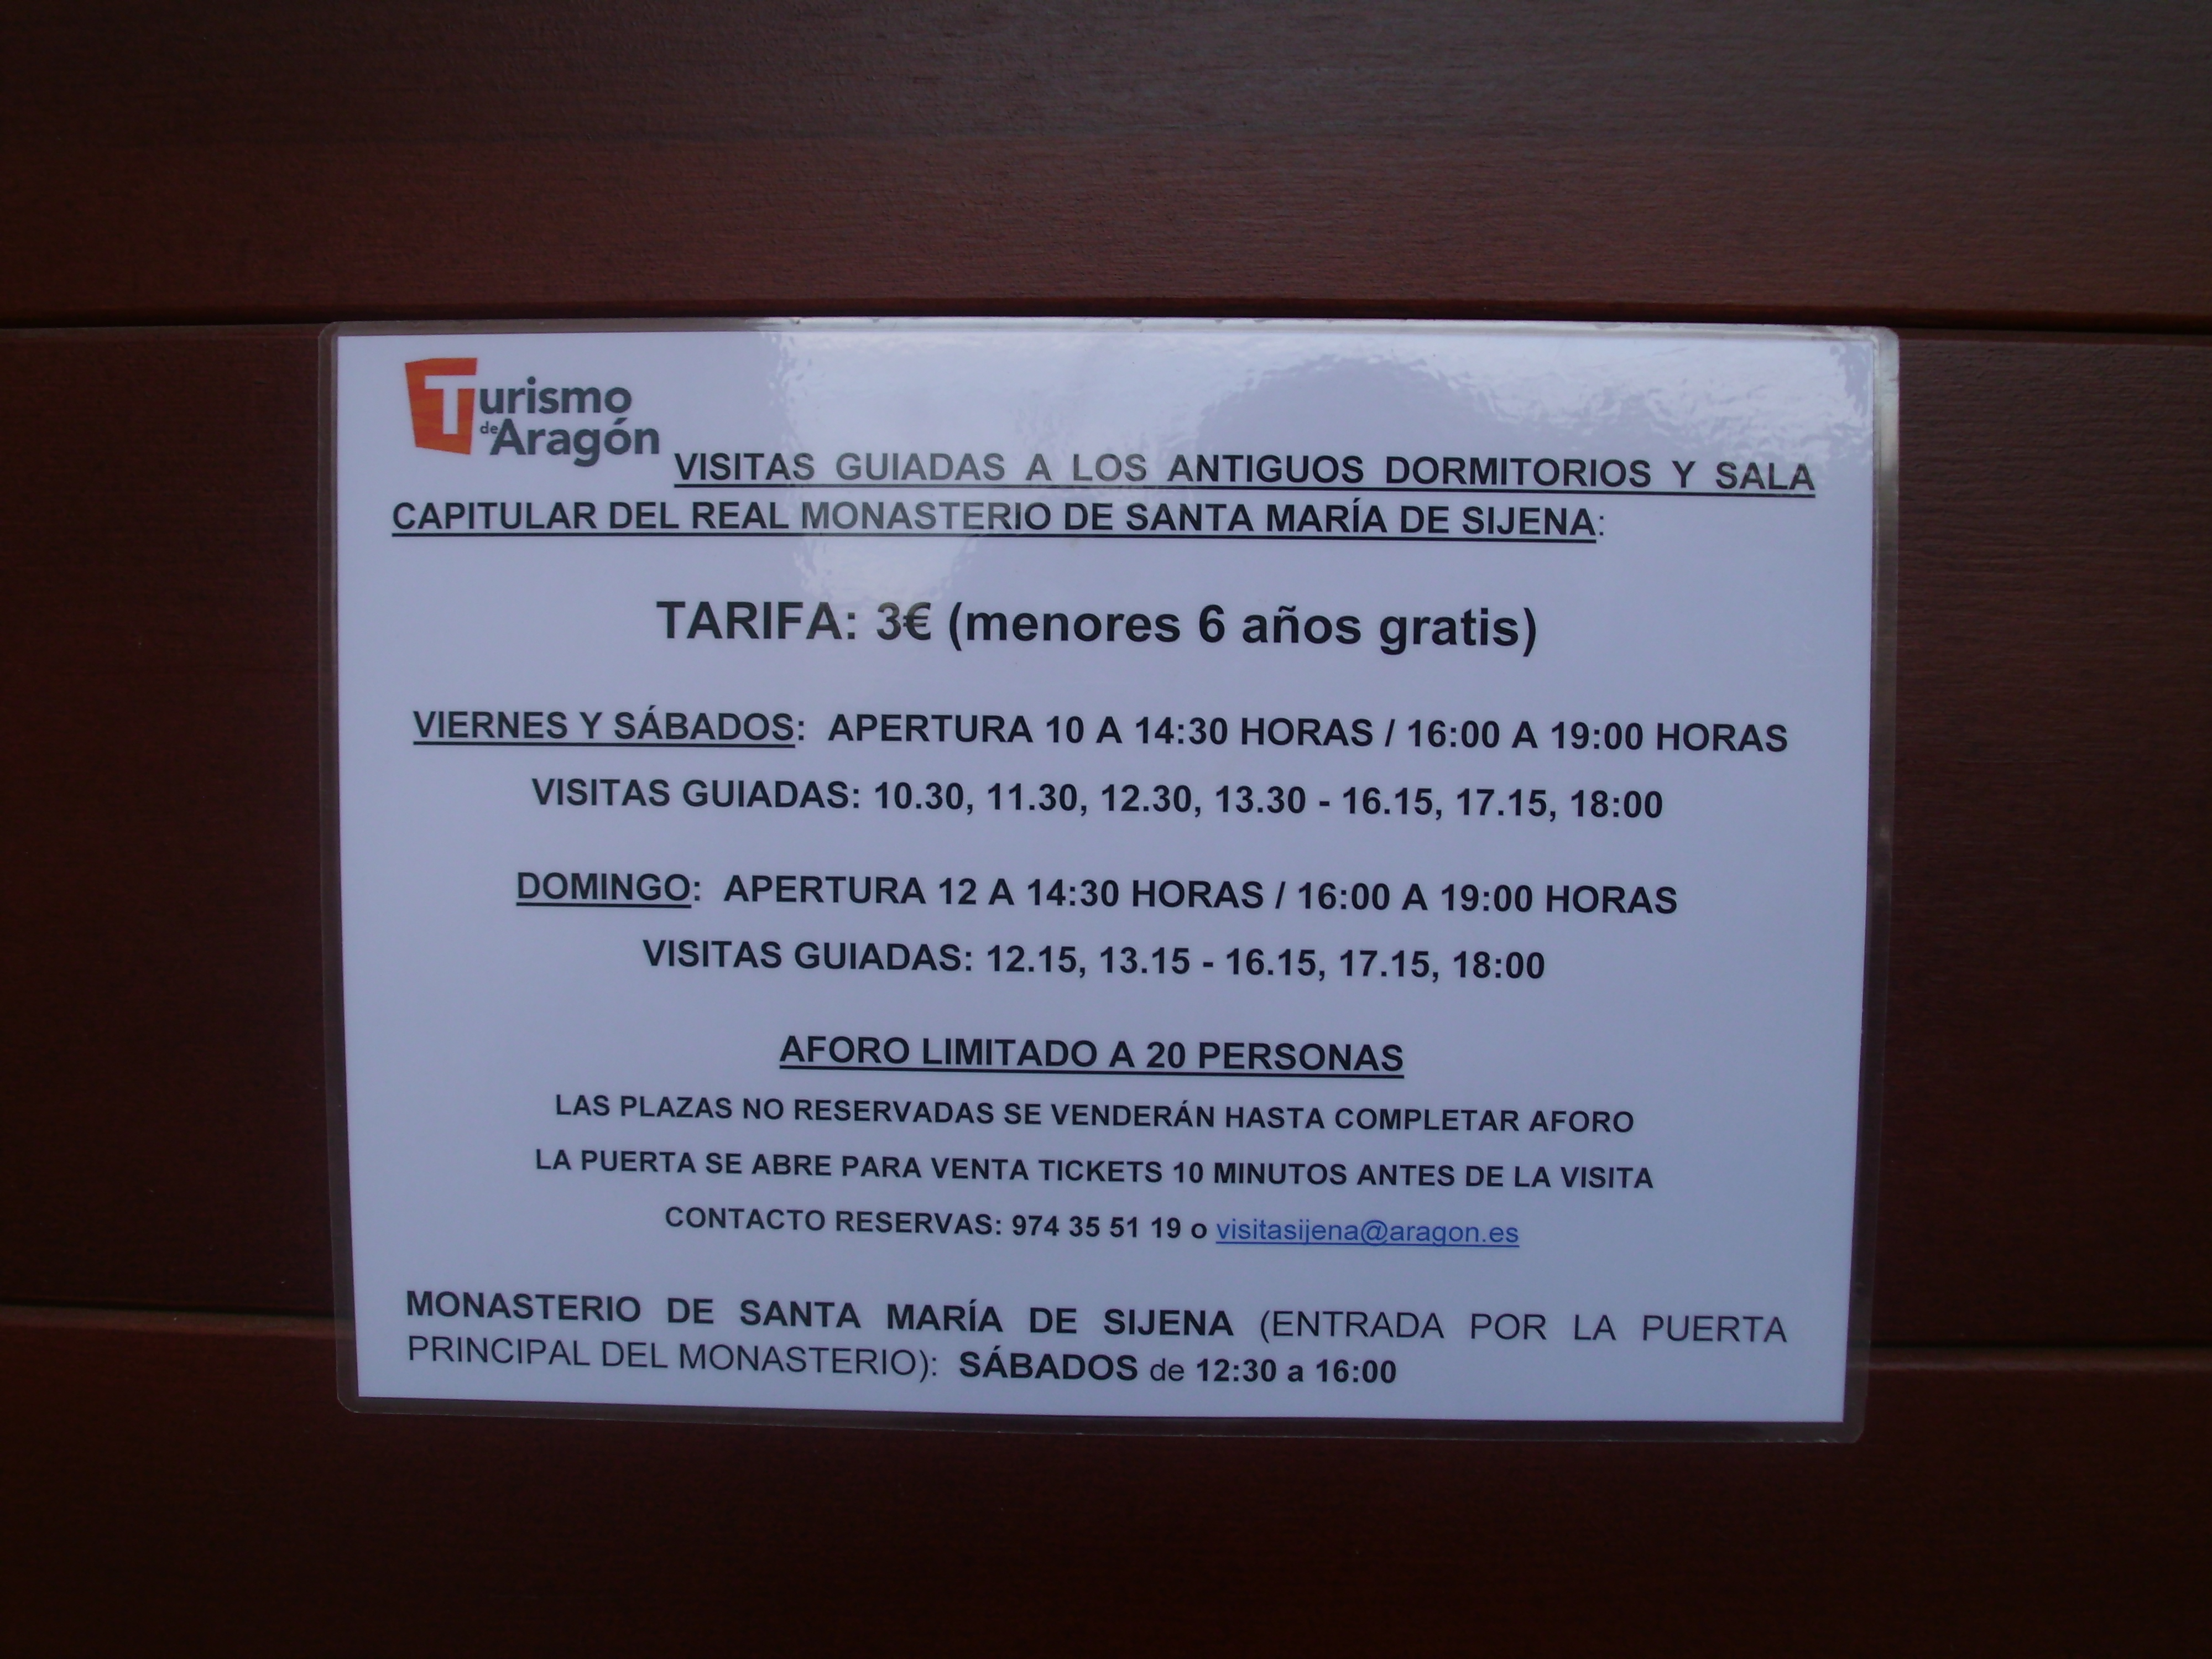 Turismo
de Aragón
VISITAS GUIADAS A LOS ANTIGUOS DORMITORIOS Y SALA
CAPITULAR DEL REAL MONASTERIO DE SANTA MARÍA DE SIJENA:
TARIFA: 3€ (menores 6 años gratis)
VIERNES Y SÁBADOS: APERTURA 10 A 14:30 HORAS / 16:00 A 19:00 HORAS
VISITAS GUIADAS: 10.30, 11.30, 12.30, 13.30 - 16.15, 17.15, 18:00
DOMINGO: APERTURA 12 A 14:30 HORAS / 16:00 A 19:00 HORAS
VISITAS GUIADAS: 12.15, 13.15 - 16.15, 17.15, 18:00
AFORO LIMITADO A 20 PERSONAS
LAS PLAZAS NO RESERVADAS SE VENDERÁN HASTA COMPLETAR AFORO
LA PUERTA SE ABRE PARA VENTA TICKETS 10 MINUTOS ANTES DE LA VISITA
CONTACTO RESERVAS: 974 35 51 19 o visitasijena@aragon.es
MONASTERIO DE SANTA MARÍA DE SIJENA (ENTRADA POR LA PUERTA
PRINCIPAL DEL MONASTERIO): SÁBADOS de 12:30 a 16:00